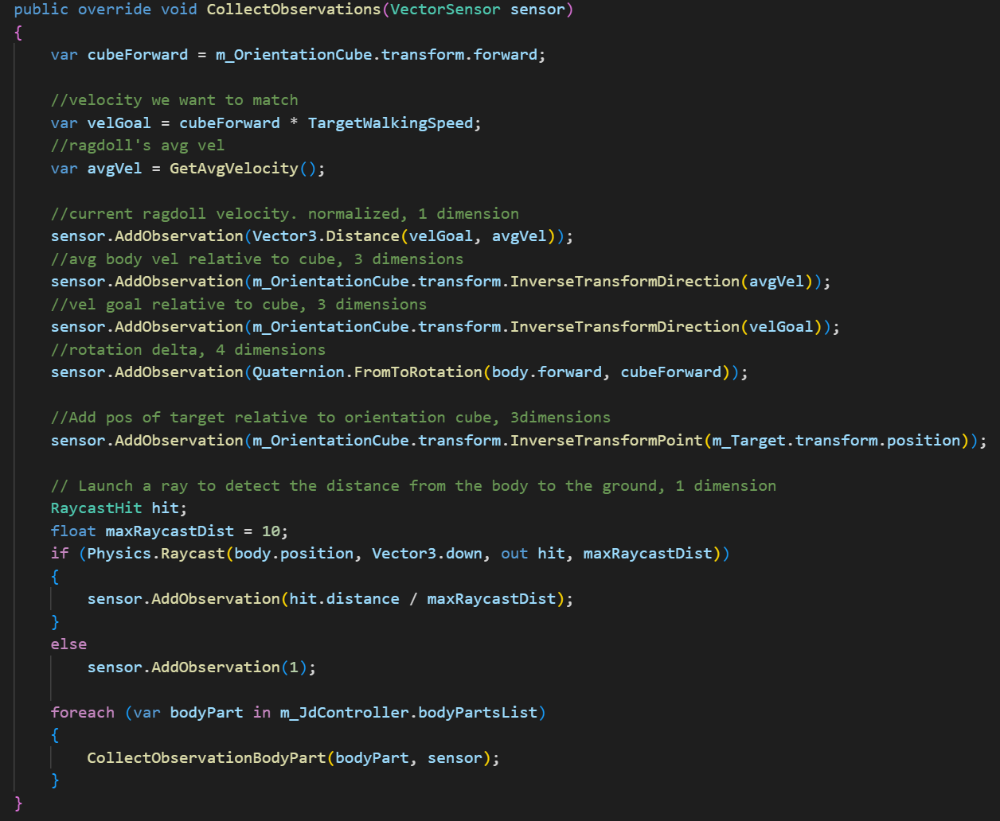 public override void CollectObservations(VectorSensor sensor)
{
    var cubeForward = m_OrientationCube.transform.forward;

    //velocity we want to match
    var velGoal = cubeForward * TargetWalkingSpeed;
    //ragdoll's avg vel
    var avgVel = GetAvgVelocity();

    //current ragdoll velocity. normalized, 1 dimension
    sensor.AddObservation(Vector3.Distance(velGoal, avgVel));
    //avg body vel relative to cube, 3 dimensions
    sensor.AddObservation(m_OrientationCube.transform.InverseTransformDirection(avgVel));
    //vel goal relative to cube, 3 dimensions
    sensor.AddObservation(m_OrientationCube.transform.InverseTransformDirection(velGoal));
    //rotation delta, 4 dimensions
    sensor.AddObservation(Quaternion.FromToRotation(body.forward, cubeForward));

    //Add pos of target relative to orientation cube, 3dimensions
    sensor.AddObservation(m_OrientationCube.transform.InverseTransformPoint(m_Target.transform.position));

    // Launch a ray to detect the distance from the body to the ground, 1 dimension
    RaycastHit hit;
    float maxRaycastDist = 10;
    if (Physics.Raycast(body.position, Vector3.down, out hit, maxRaycastDist))
    {
        sensor.AddObservation(hit.distance / maxRaycastDist);
    }
    else
        sensor.AddObservation(1);

    foreach (var bodyPart in m_JdController.bodyPartsList)
    {
        CollectObservationBodyPart(bodyPart, sensor);
    }
}